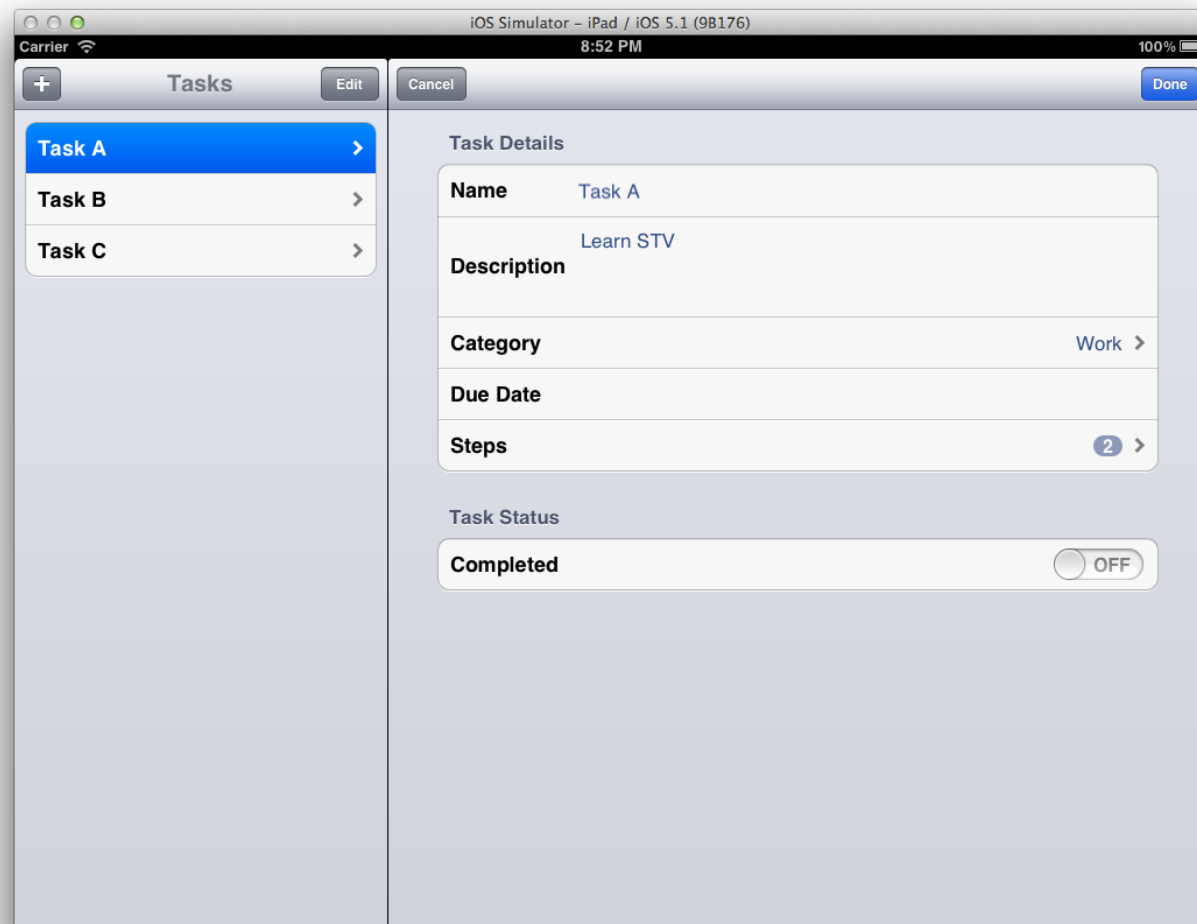 iOS Simulator – iPad / iOS 5.1 (9B176)
Carrier 8:52 PM 100%
+ Tasks Edit
Cancel Done
Task A
Task B
Task C
Task Details
Name Task A
Description Learn STV
Category Work
Due Date
Steps 2
Task Status
Completed OFF